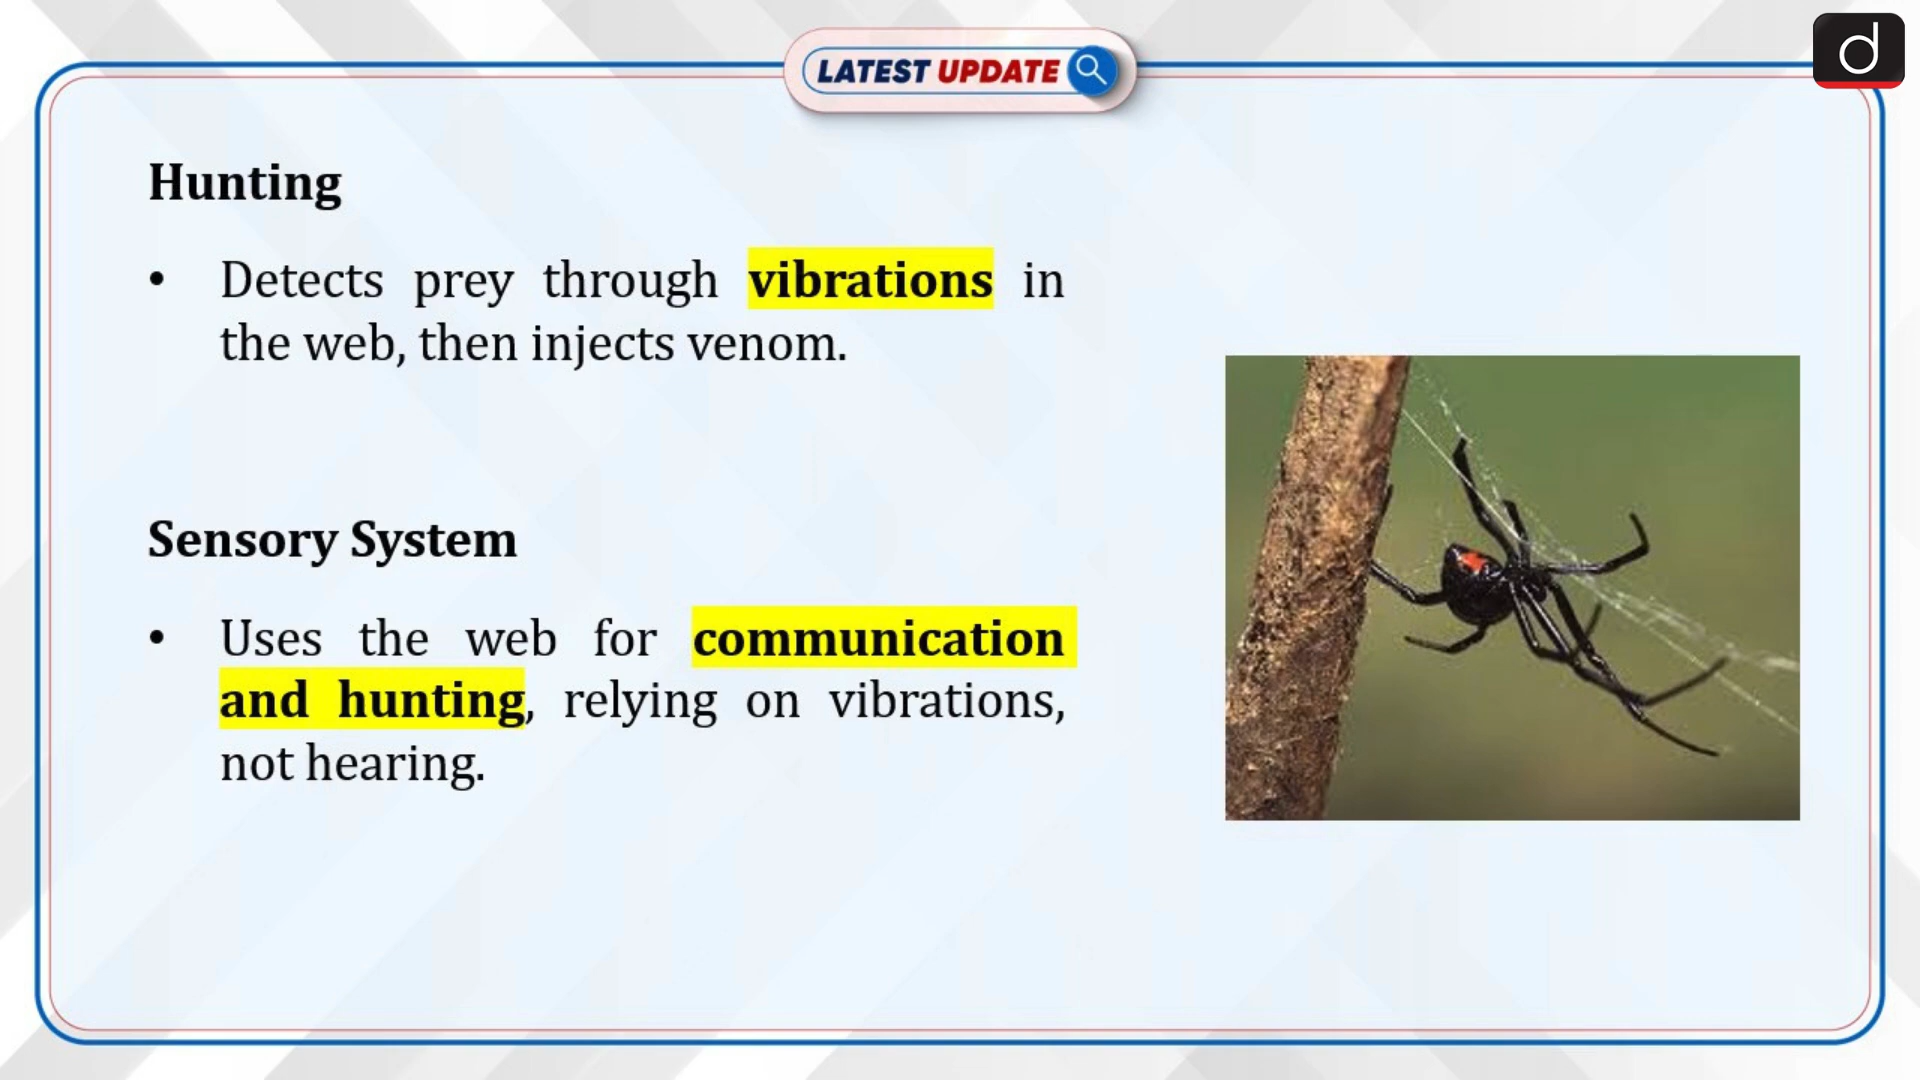 LATEST UPDATE
d
Hunting
• Detects prey through vibrations in
the web, then injects venom.
Sensory System
• Uses the web for communication
and hunting, relying on vibrations,
not hearing.